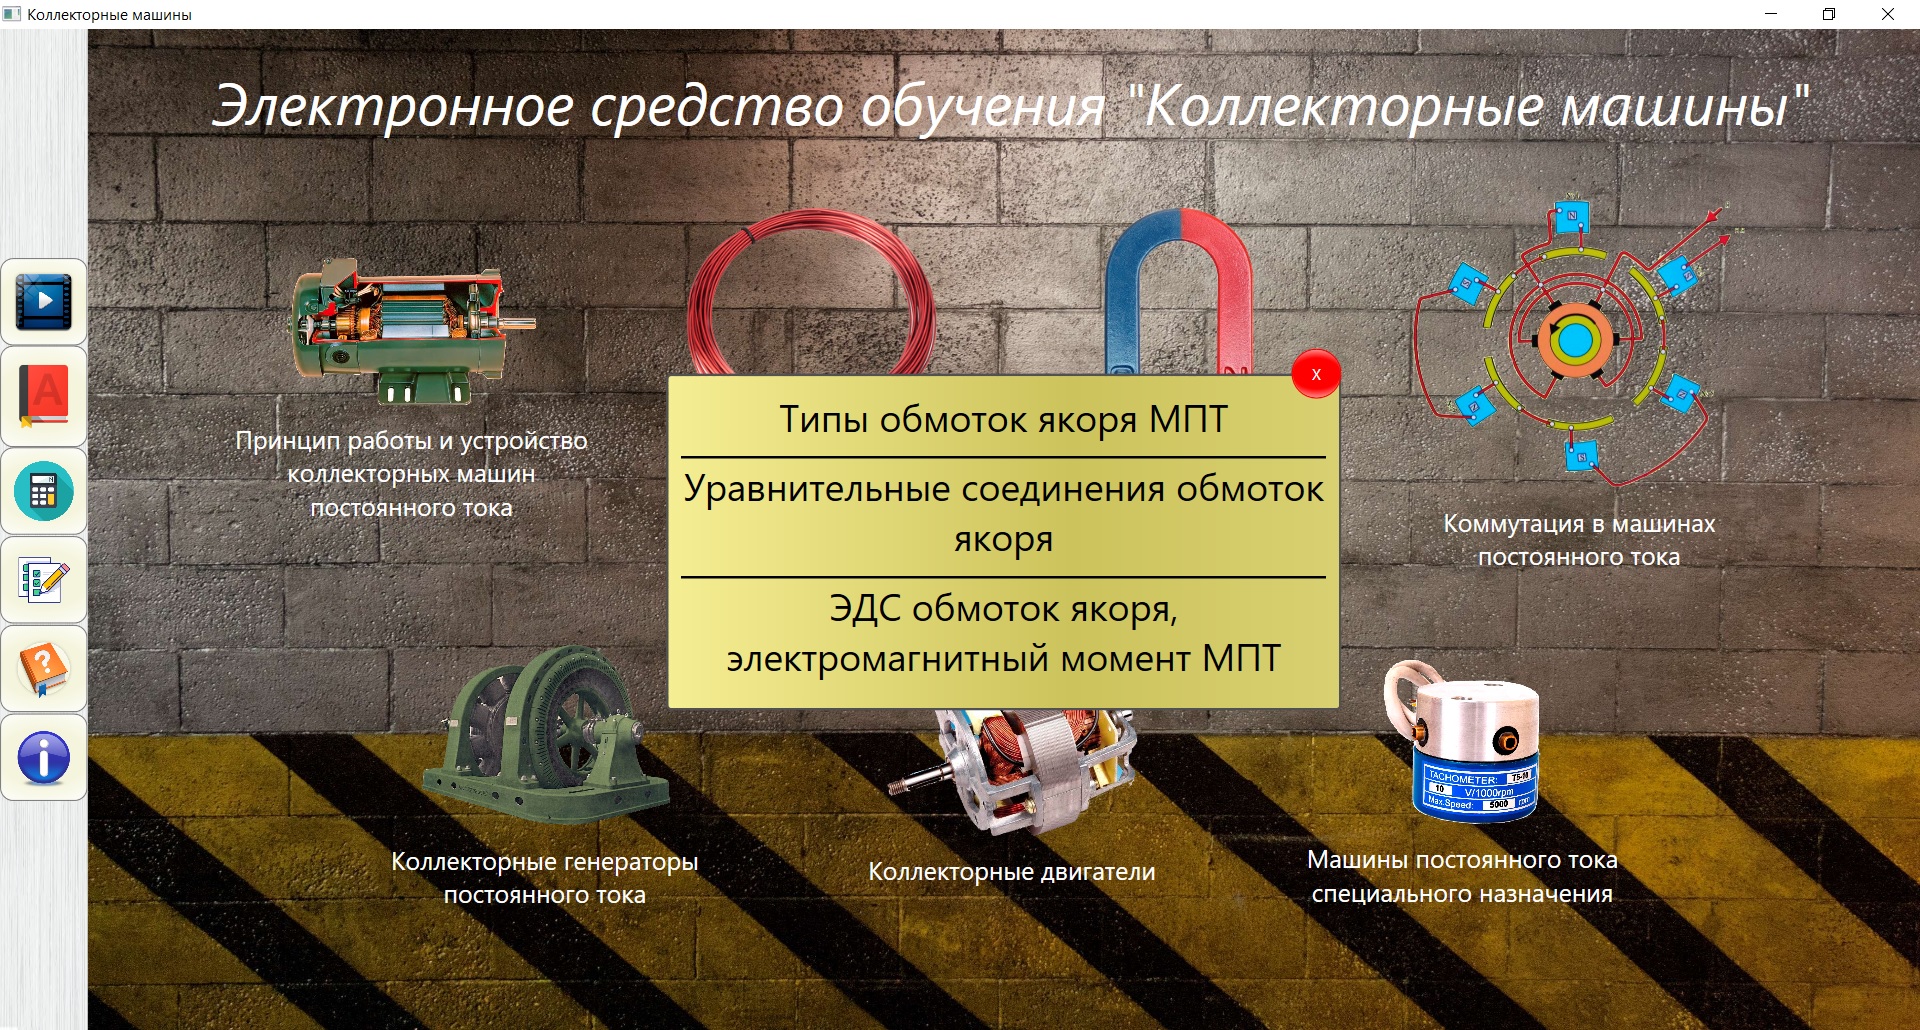 Коллекторные машины
Электронное средство обучения "Коллекторные машины"
Принцип работы и устройство
коллекторных машин
постоянного тока
X
Типы обмоток якоря МПТ
Уравнительные соединения обмоток
якоря
ЭДС обмоток якоря,
электромагнитный момент МПТ
Коммутация в машинах
постоянного тока
Коллекторные генераторы
постоянного тока
Коллекторные двигатели
TACHOMETER:
10 V/1000rpm
Max.Speed: 5000 rpm
Машины постоянного тока
специального назначения